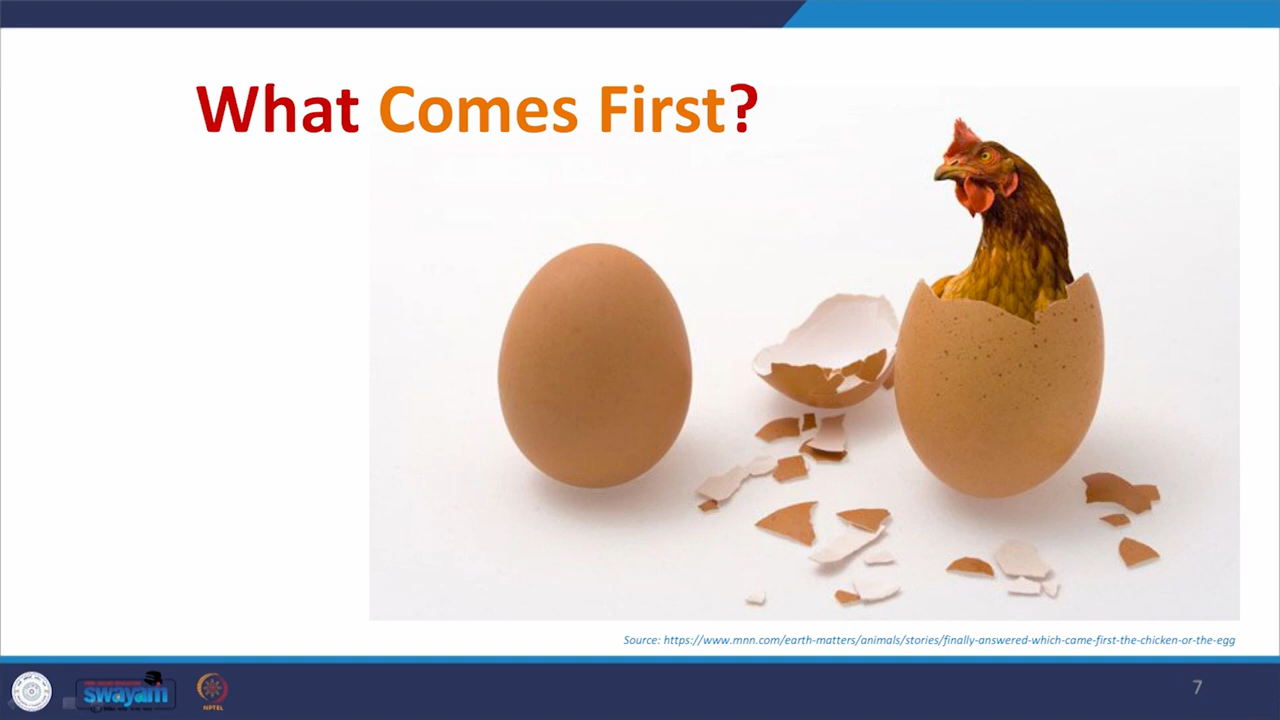 What Comes First?
Source: https://www.mnn.com/earth-matters/animals/stories/finally-answered-which-came-first-the-chicken-or-the-egg
swayam
NPTEL
7